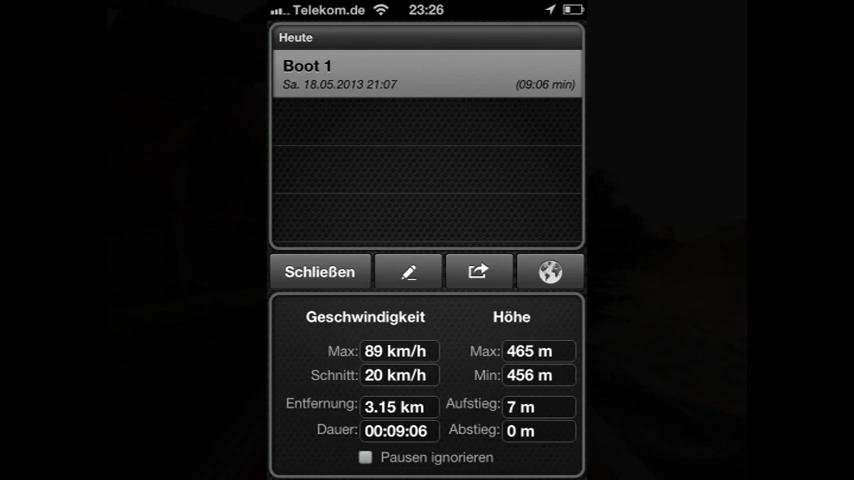 Telekom.de 23:26
Heute
Boot 1
Sa. 18.05.2013 21:07 (09:06 min)
Schließen
Geschwindigkeit Höhe
Max: 89 km/h Max: 465 m
Schnitt: 20 km/h Min: 456 m
Entfernung: 3.15 km Aufstieg: 7 m
Dauer: 00:09:06 Abstieg: 0 m
Pausen ignorieren